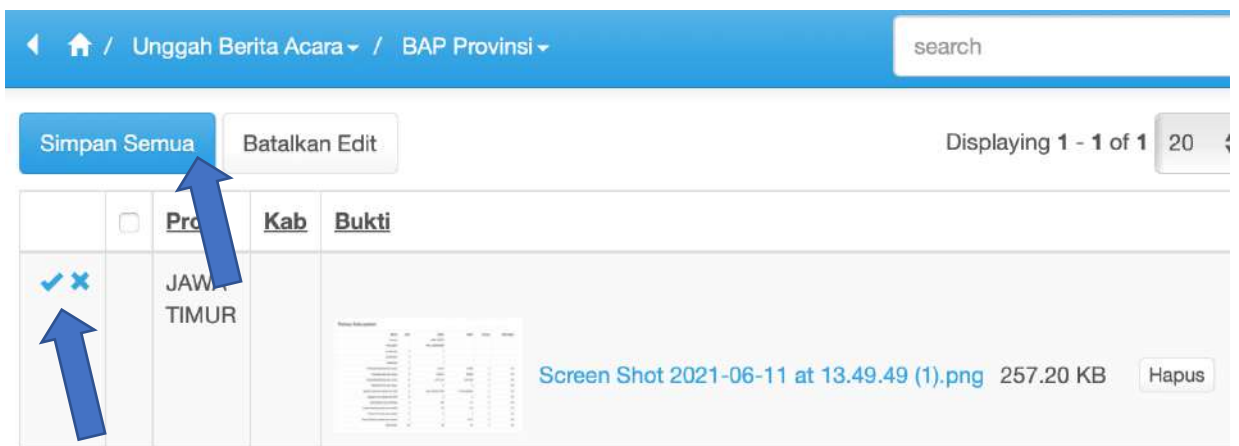 / Unggah Berita Acara / BAP Provinsi
search
Simpan Semua Batalkan Edit Displaying 1 - 1 of 1 20
Kab Bukti
JAWA
TIMUR
Screen Shot 2021-06-11 at 13.49.49 (1).png 257.20 KB Hapus